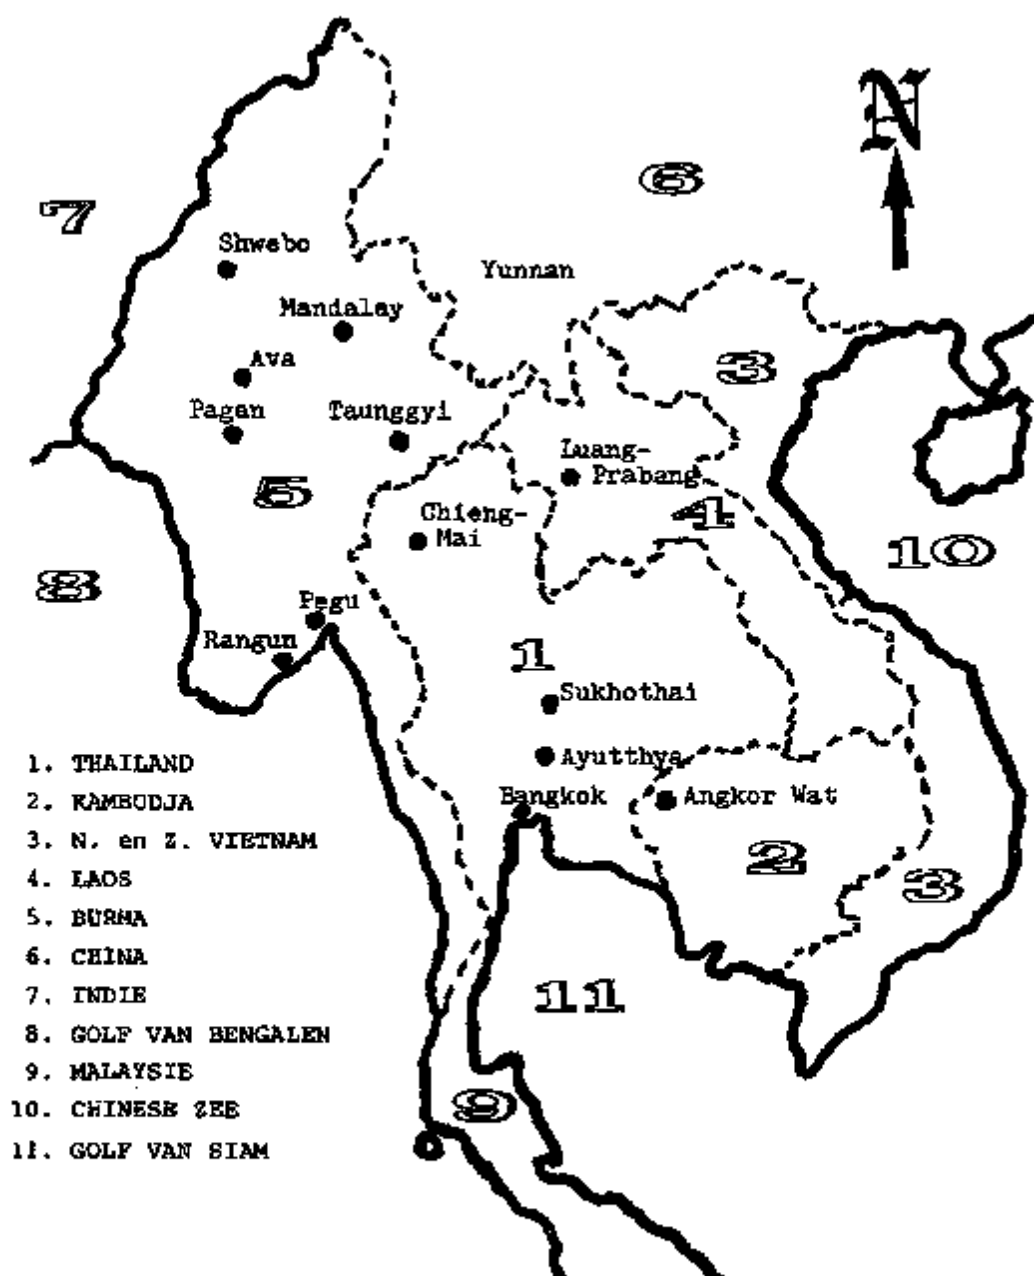 N
6
7
Shwebo
Yunnan
Mandalay
3
Ava
Pagan
Taunggyi
Luang-
Prabang
5
4
Chieng-
Mai
10
8
Pegu
Rangun
1
Sukhothai
Ayutthya
Bangkok
Angkor Wat
2
3
11
9
1. THAILAND
2. KAMBODJA
3. N. en Z. VIETNAM
4. LAOS
5. BURMA
6. CHINA
7. INDIE
8. GOLF VAN BENGALEN
9. MALAYSIE
10. CHINESE ZEE
11. GOLF VAN SIAM